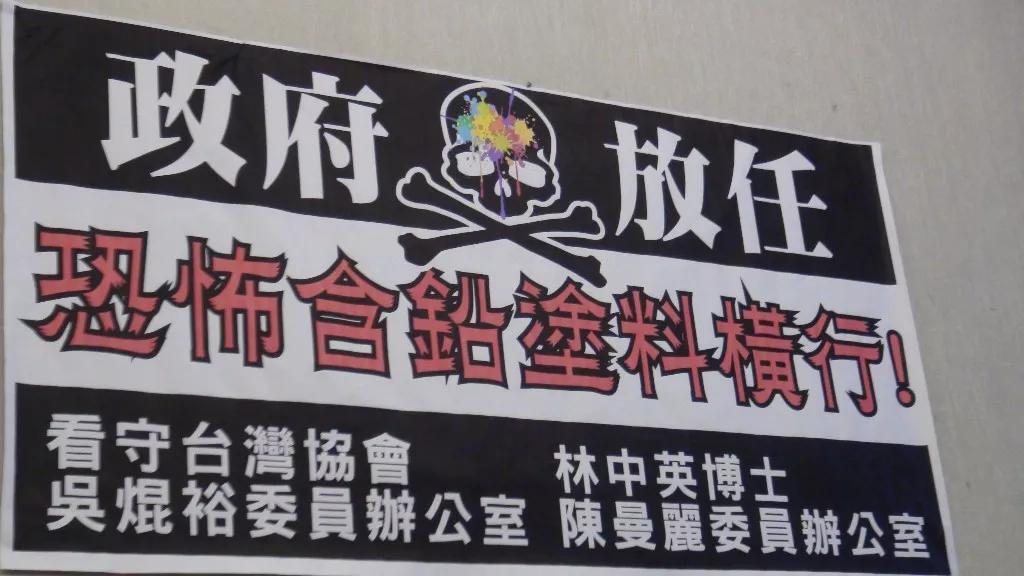 政府 放任
恐怖含鉛塗料橫行!
看守台灣協會 林中英博士
吳焜裕委員辦公室 陳曼麗委員辦公室